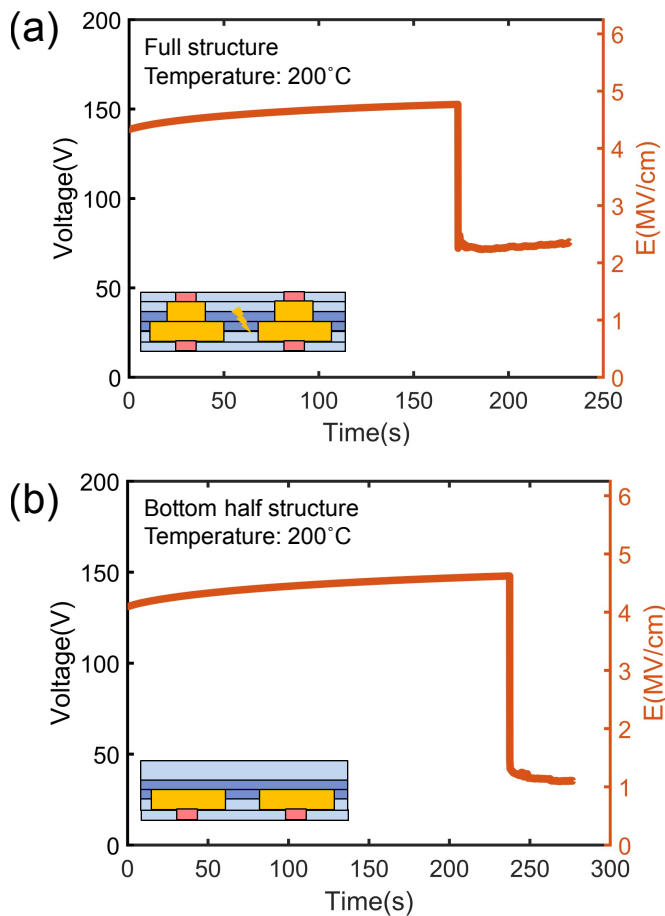 (a)
Full structure
Temperature: 200°C
Voltage(V)
200
150
100
50
0
E(MV/cm)
6
5
4
3
2
1
0
0 50 100 150 200 250
Time(s)
(b)
Bottom half structure
Temperature: 200°C
Voltage(V)
200
150
100
50
0
E(MV/cm)
6
5
4
3
2
1
0
0 50 100 150 200 250 300
Time(s)